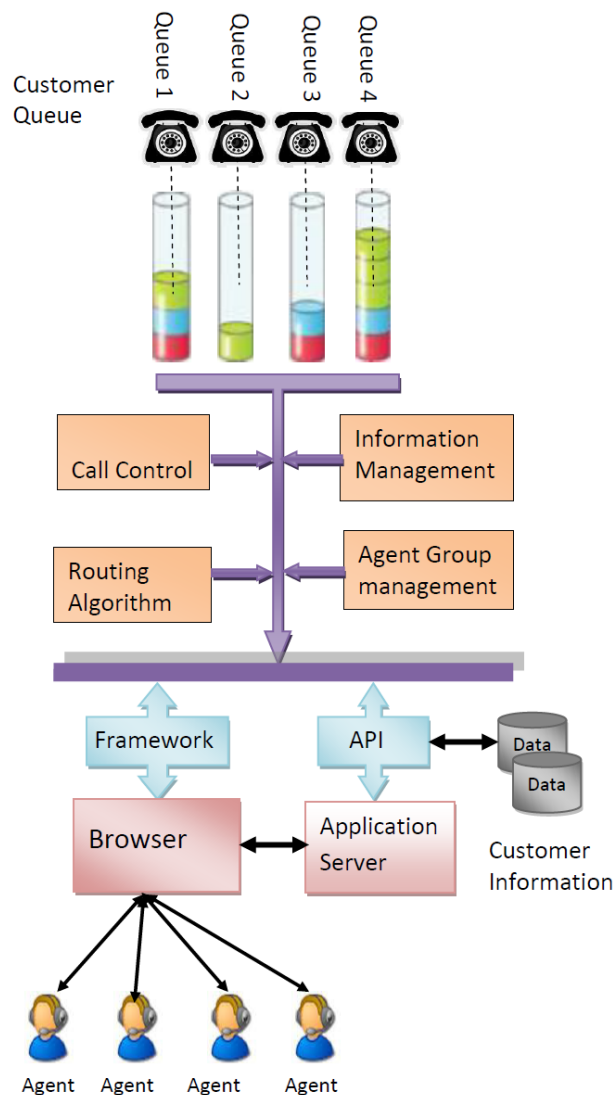 Queue 1
Queue 2
Queue 3
Queue 4
Customer
Queue
Call Control
Information
Management
Routing
Algorithm
Agent Group
management
Framework
API
Data
Data
Browser
Application
Server
Customer
Information
Agent
Agent
Agent
Agent